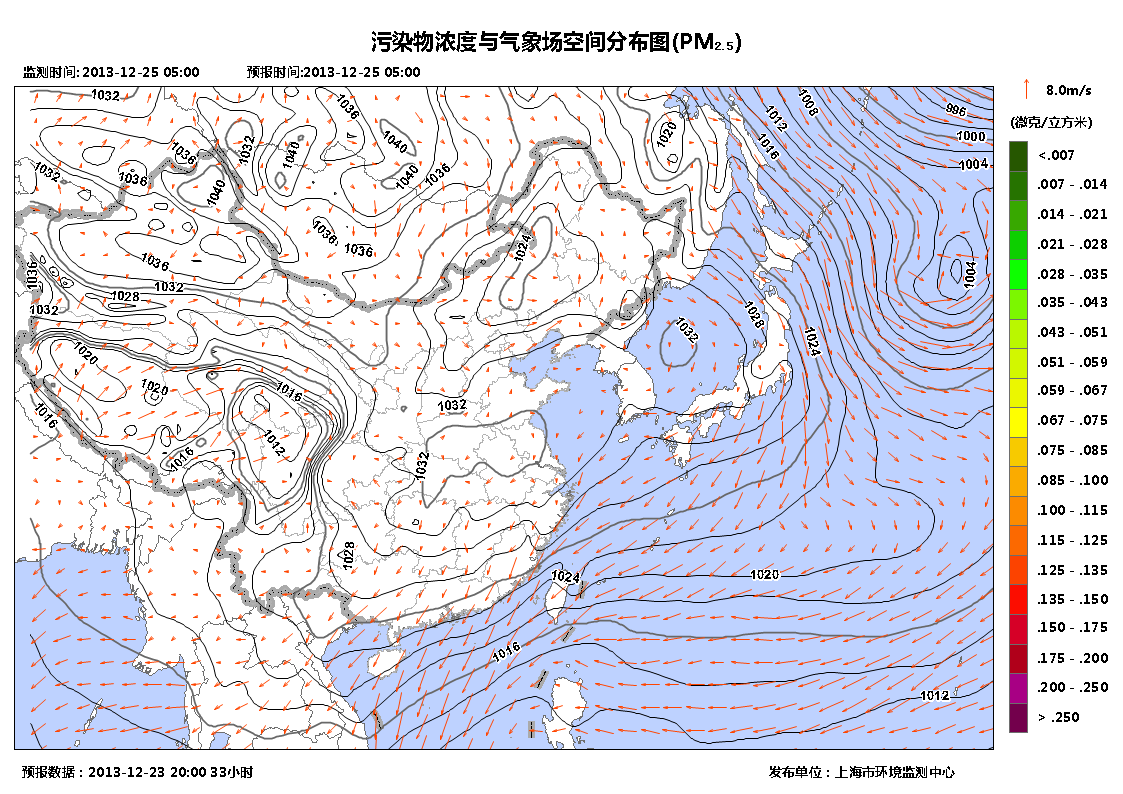 污染物浓度与气象场空间分布图(PM₂.₅)
监测时间:2013-12-25 05:00 预报时间:2013-12-25 05:00
8.0m/s
(微克/立方米)
<.007
.007 - .014
.014 - .021
.021 - .028
.028 - .035
.035 - .043
.043 - .051
.051 - .059
.059 - .067
.067 - .075
.075 - .085
.085 - .100
.100 - .115
.115 - .125
.125 - .135
.135 - .150
.150 - .175
.175 - .200
.200 - .250
> .250
1032
1036
1008
996
1012
1000
1020
1040
1032
1040
1036
1016
1004
1032
1036
1040
1040
1036
1036
1036
1024
1036
1036
1004
1032
1028
1032
1028
1032
1024
1020
1020
1016
1016
1032
1012
1016
1032
1028
1024
1020
1016
1012
预报数据：2013-12-23 20:00 33小时
发布单位：上海市环境监测中心